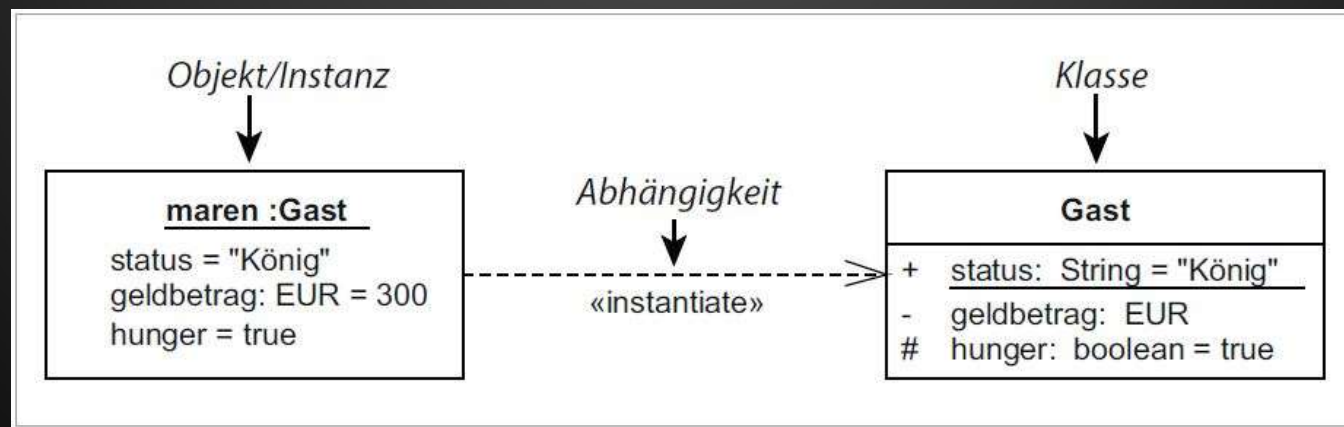 Objekt/Instanz
Klasse
Abhängigkeit
maren :Gast
status = "König"
geldbetrag: EUR = 300
hunger = true
«instantiate»
Gast
+ status: String = "König"
- geldbetrag: EUR
# hunger: boolean = true